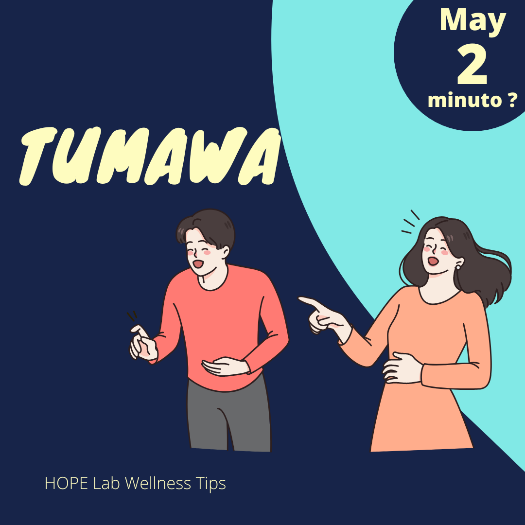 May
2
minuto ?
TUMAWA
HOPE Lab Wellness Tips